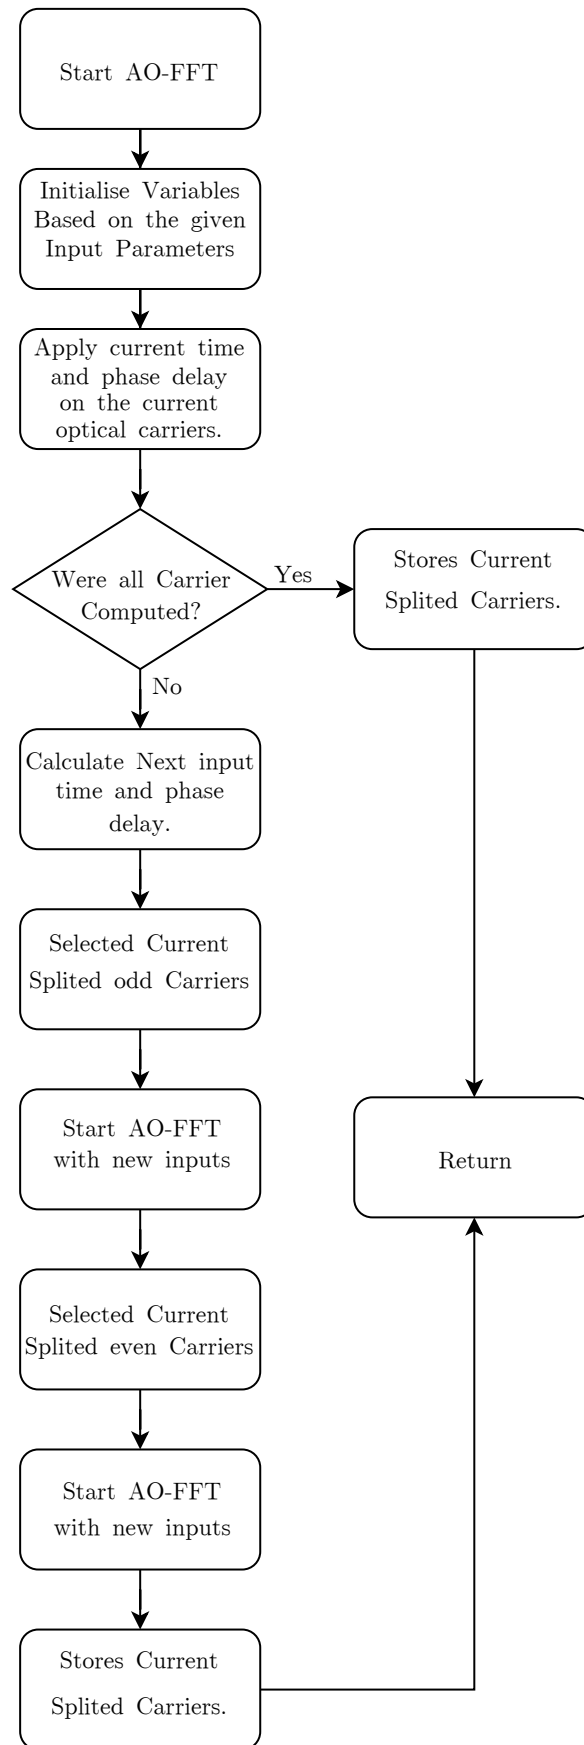 Start AO-FFT
Initialise Variables
Based on the given
Input Parameters
Apply current time
and phase delay
on the current
optical carriers.
Were all Carrier
Computed?
Yes
Stores Current
Splited Carriers.
No
Calculate Next input
time and phase
delay.
Selected Current
Splited odd Carriers
Start AO-FFT
with new inputs
Return
Selected Current
Splited even Carriers
Start AO-FFT
with new inputs
Stores Current
Splited Carriers.